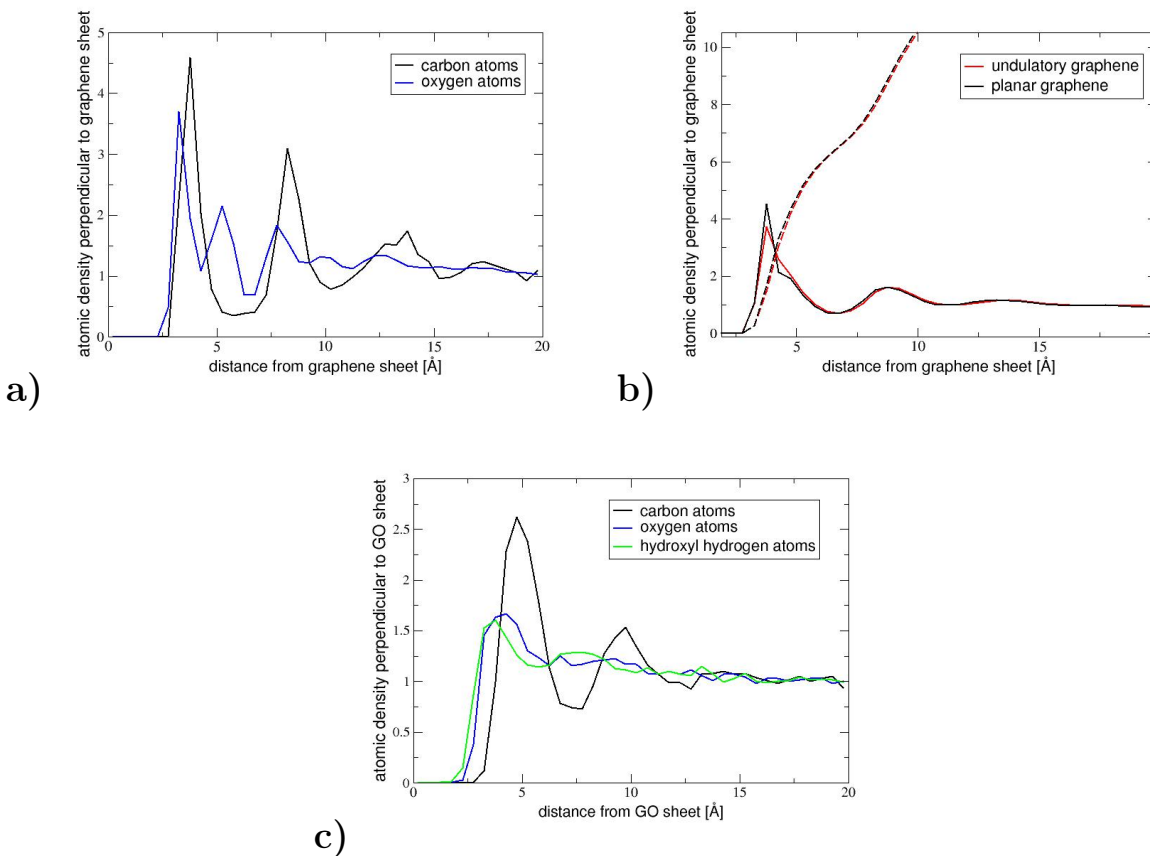 atomic density perpendicular to graphene sheet
5
4
3
2
1
0
0
5
10
15
20
carbon atoms
oxygen atoms
distance from graphene sheet [Å]
a)
atomic density perpendicular to graphene sheet
10
8
6
4
2
0
5
10
15
undulatory graphene
planar graphene
distance from graphene sheet [Å]
b)
atomic density perpendicular to GO sheet
3
2.5
2
1.5
1
0.5
0
0
5
10
15
20
carbon atoms
oxygen atoms
hydroxyl hydrogen atoms
distance from GO sheet [Å]
c)